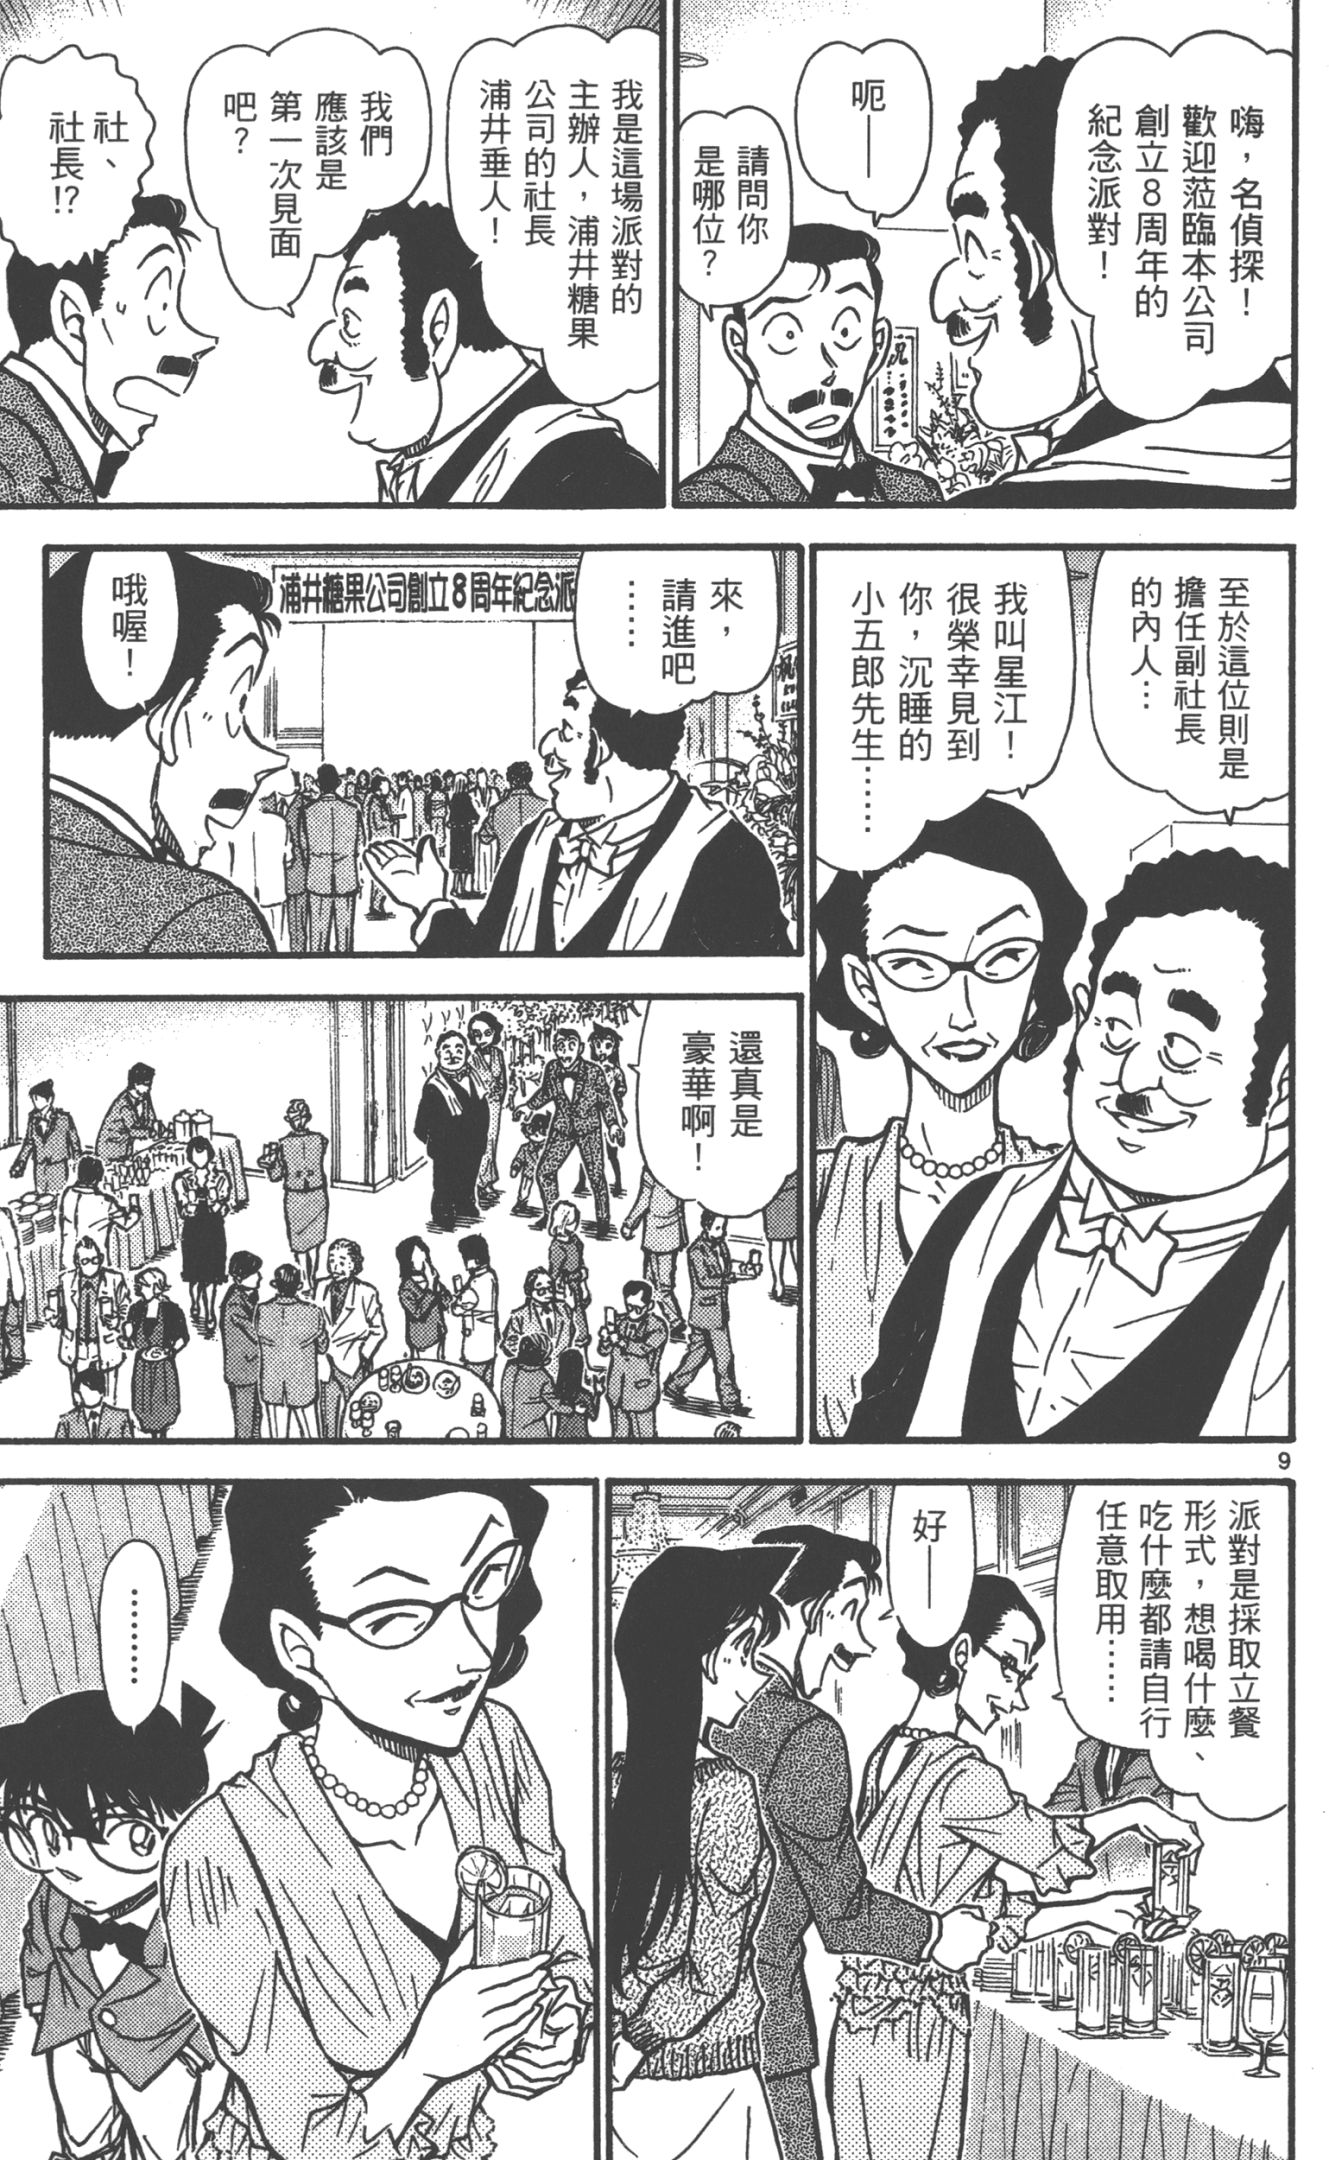 嗨，名偵探！
歡迎蒞臨本公司
創立8周年的
紀念派對！
呃——
請問你
是哪位？
祝
我是這場派對的
主辦人，浦井糖果
公司的社長
浦井垂人！
我們
應該是
第一次見面
吧？
社、
社長!?
至於這位則是
擔任副社長
的內人…
我叫星江！
很榮幸見到
你，沉睡的
小五郎先生……
來，
請進吧
……
浦井糖果公司創立8周年紀念派
祝
哦喔！
還真是
豪華啊！
9
派對是採取立餐
形式，想喝什麼、
吃什麼都請自行
任意取用……
好——
………